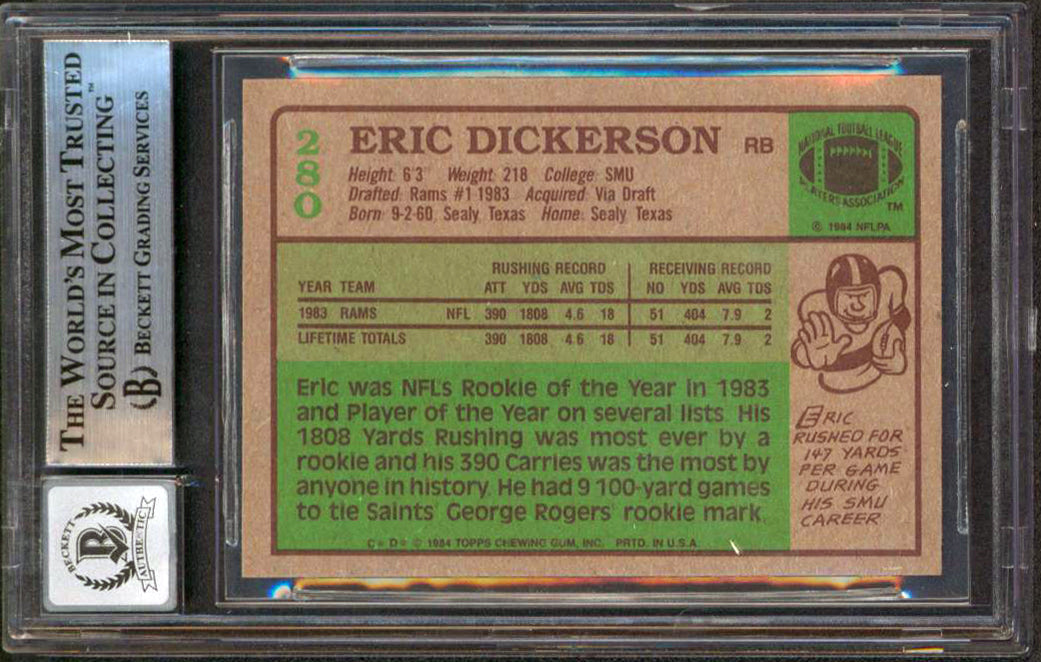 THE WORLD'S MOST TRUSTED™
SOURCE IN COLLECTING
B BECKETT GRADING SERVICES
BECKETT
B
AUTHENTIC
280
ERIC DICKERSON RB
Height: 6'3 Weight: 218 College: SMU
Drafted: Rams #1 1983 Acquired: Via Draft
Born: 9-2-60, Sealy, Texas Home: Sealy, Texas
NATIONAL FOOTBALL LEAGUE
PLAYERS ASSOCIATION
TM
© 1984 NFLPA
RUSHING RECORD RECEIVING RECORD
YEAR TEAM ATT YDS AVG TDS NO YDS AVG TDS
1983 RAMS NFL 390 1808 4.6 18 51 404 7.9 2
LIFETIME TOTALS 390 1808 4.6 18 51 404 7.9 2
Eric was NFL's Rookie of the Year in 1983
and Player of the Year on several lists. His
1808 Yards Rushing was most ever by a
rookie and his 390 Carries was the most by
anyone in history. He had 9 100-yard games
to tie Saints' George Rogers' rookie mark.
ERIC
RUSHED FOR
147 YARDS
PER GAME
DURING
HIS SMU
CAREER
C★ D★ © 1984 TOPPS CHEWING GUM, INC. PRTD. IN U.S.A.